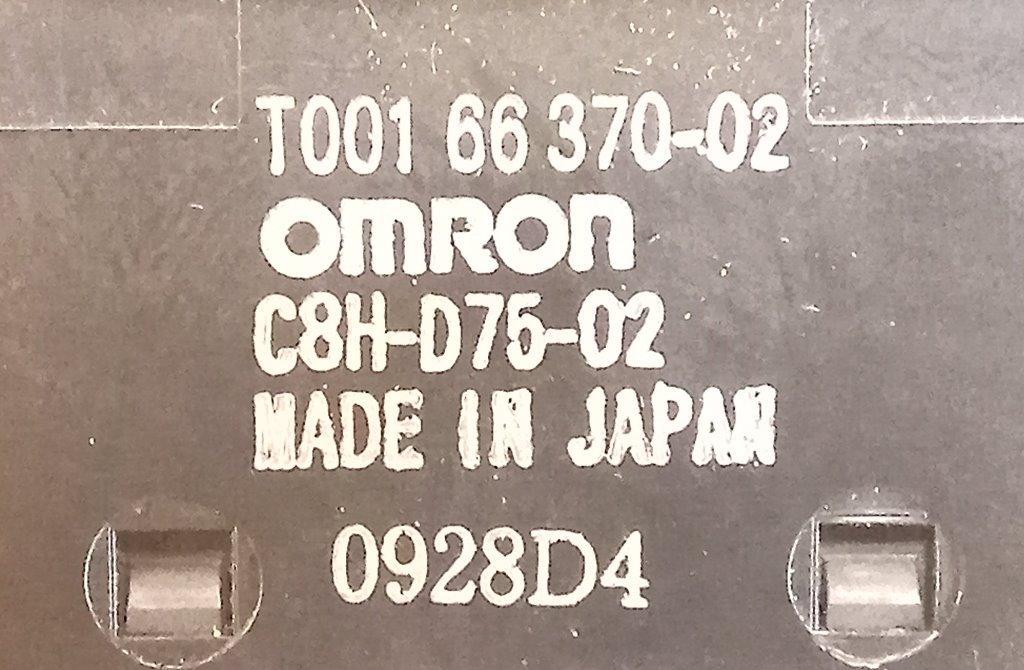 T001 66 370-02
OMRON
C8H-D75-02
MADE IN JAPAN
0928D4